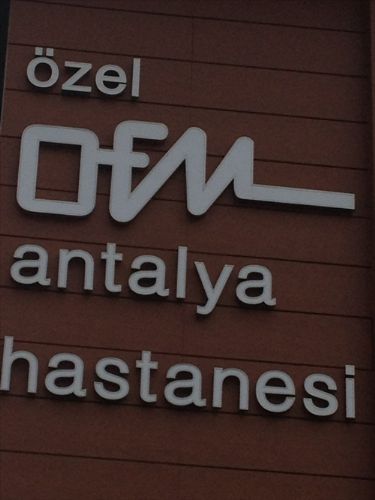 özel
OFM
antalya
hastanesi